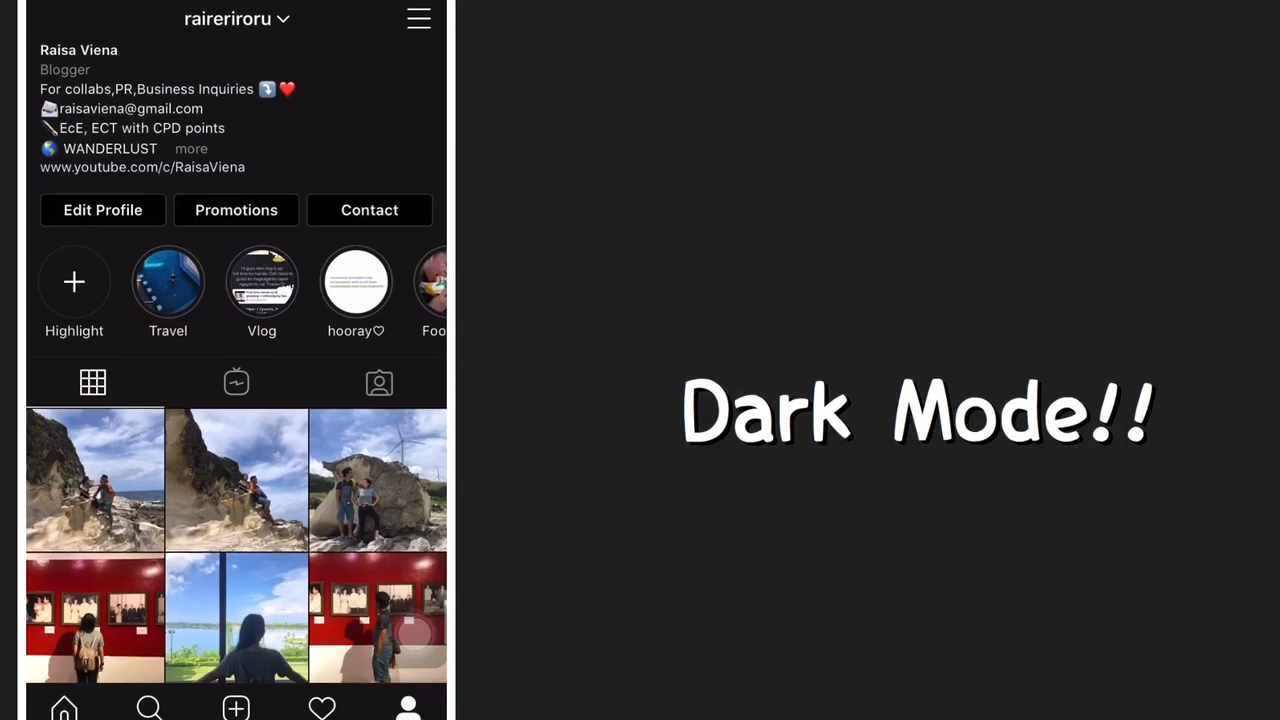 raireriroru
Raisa Viena
Blogger
For collabs,PR,Business Inquiries ⤵️❤️
raisaviena@gmail.com
EcE, ECT with CPD points
🌎 WANDERLUST more
www.youtube.com/c/RaisaViena
Edit Profile Promotions Contact
Highlight Travel Vlog hooray♡ Foo
Dark Mode!!